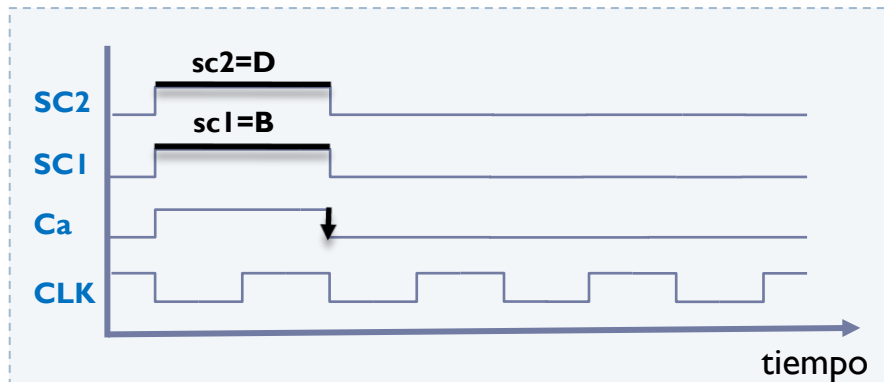 sc2=D
SC2
sc1=B
SC1
Ca
CLK
tiempo